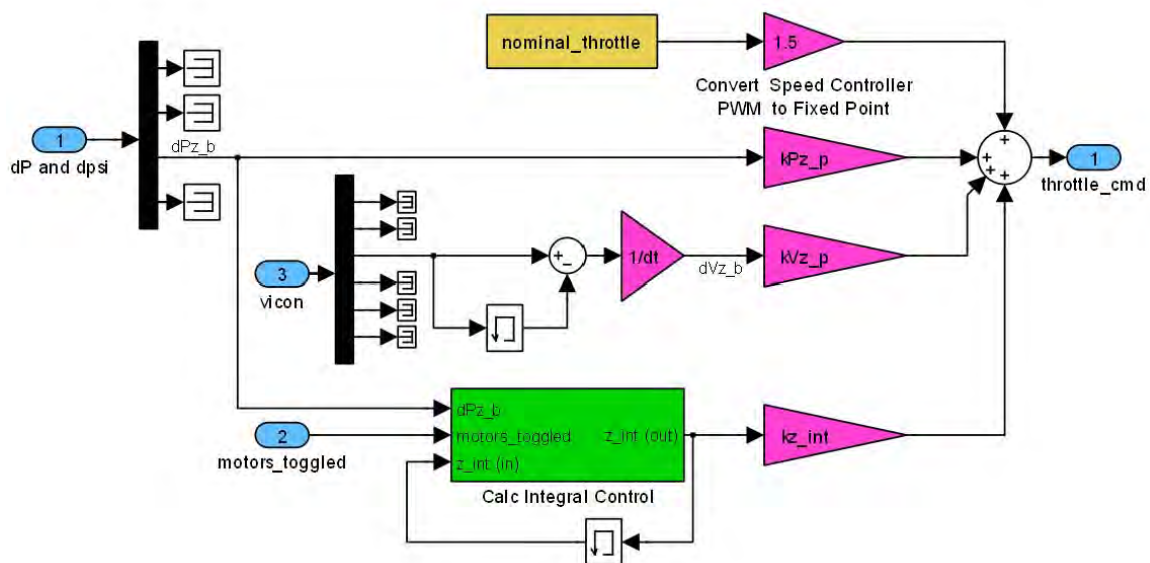 nominal_throttle
1.5
Convert Speed Controller
PWM to Fixed Point
1
dP and dpsi
dPz_b
kPz_p
+
+
+
+
1
throttle_cmd
3
vicon
+
-
1/dt
dVz_b
kVz_p
dPz_b
2
motors_toggled
motors_toggled
z_int (out)
z_int (in)
kz_int
Calc Integral Control